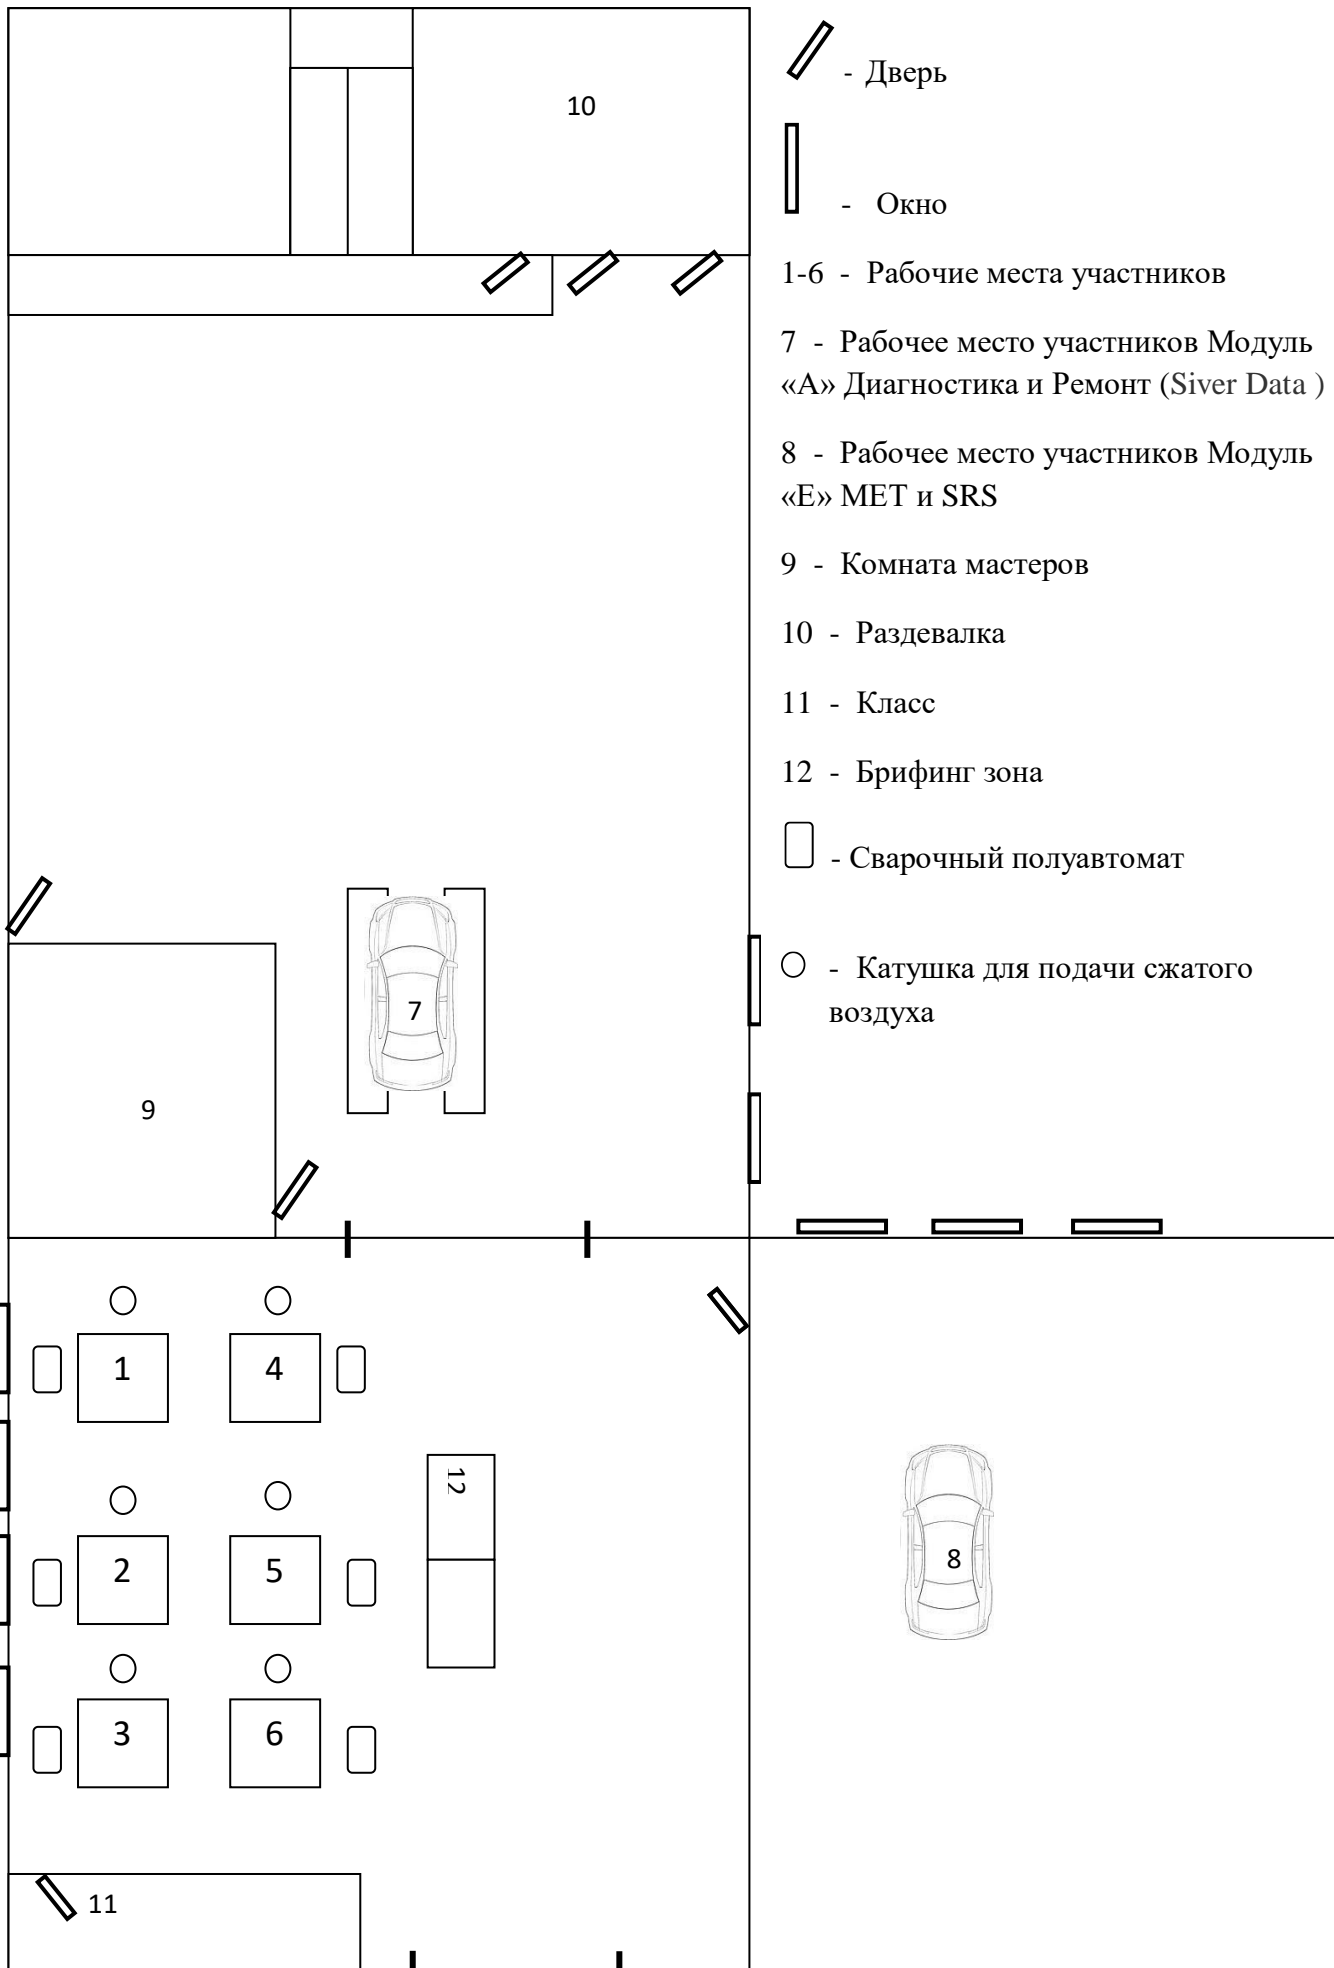 10
- Дверь
- Окно
1-6 - Рабочие места участников
7 - Рабочее место участников Модуль
«А» Диагностика и Ремонт (Siver Data )
8 - Рабочее место участников Модуль
«Е» МЕТ и SRS
9 - Комната мастеров
10 - Раздевалка
11 - Класс
12 - Брифинг зона
- Сварочный полуавтомат
- Катушка для подачи сжатого
воздуха
7
9
1
4
12
2
5
8
3
6
11